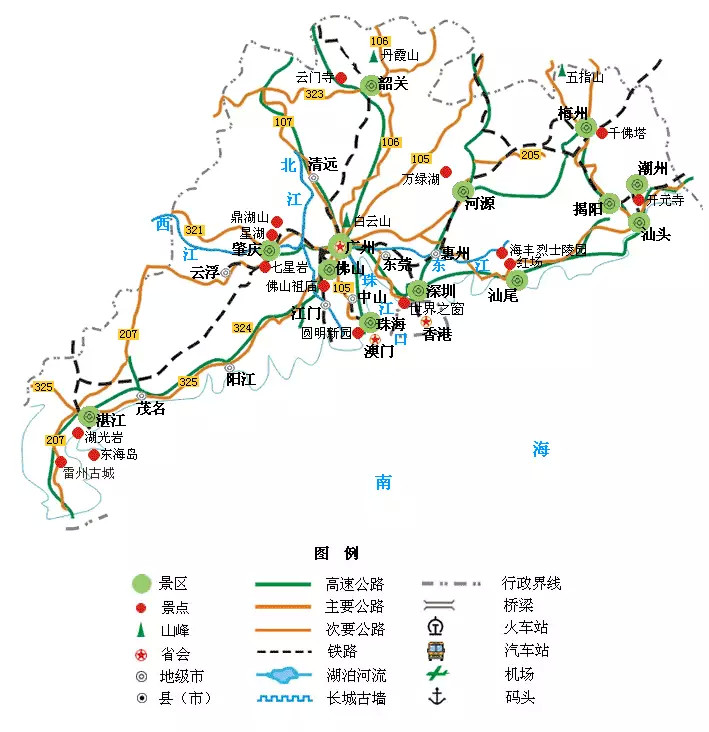 106
丹霞山
云门寺
韶关
323
五指山
107
梅州
千佛塔
106
北
江
清远
105
205
万绿湖
潮州
河源
揭阳
开元寺
鼎湖山
白云山
西
江
321
星湖
汕头
肇庆
广州
惠州
海丰烈士陵园
东莞
东
江
红场
云浮
七星岩
佛山
珠
江
口
佛山祖庙
105
中山
深圳
汕尾
江门
世界之窗
207
324
圆明新园
珠海
香港
澳门
325
325
阳江
茂名
湛江
207
湖光岩
东海岛
雷州古城
南
海
图 例
景区
高速公路
行政界线
景点
主要公路
桥梁
山峰
次要公路
火车站
省会
铁路
汽车站
地级市
湖泊河流
机场
县（市）
长城古墙
码头